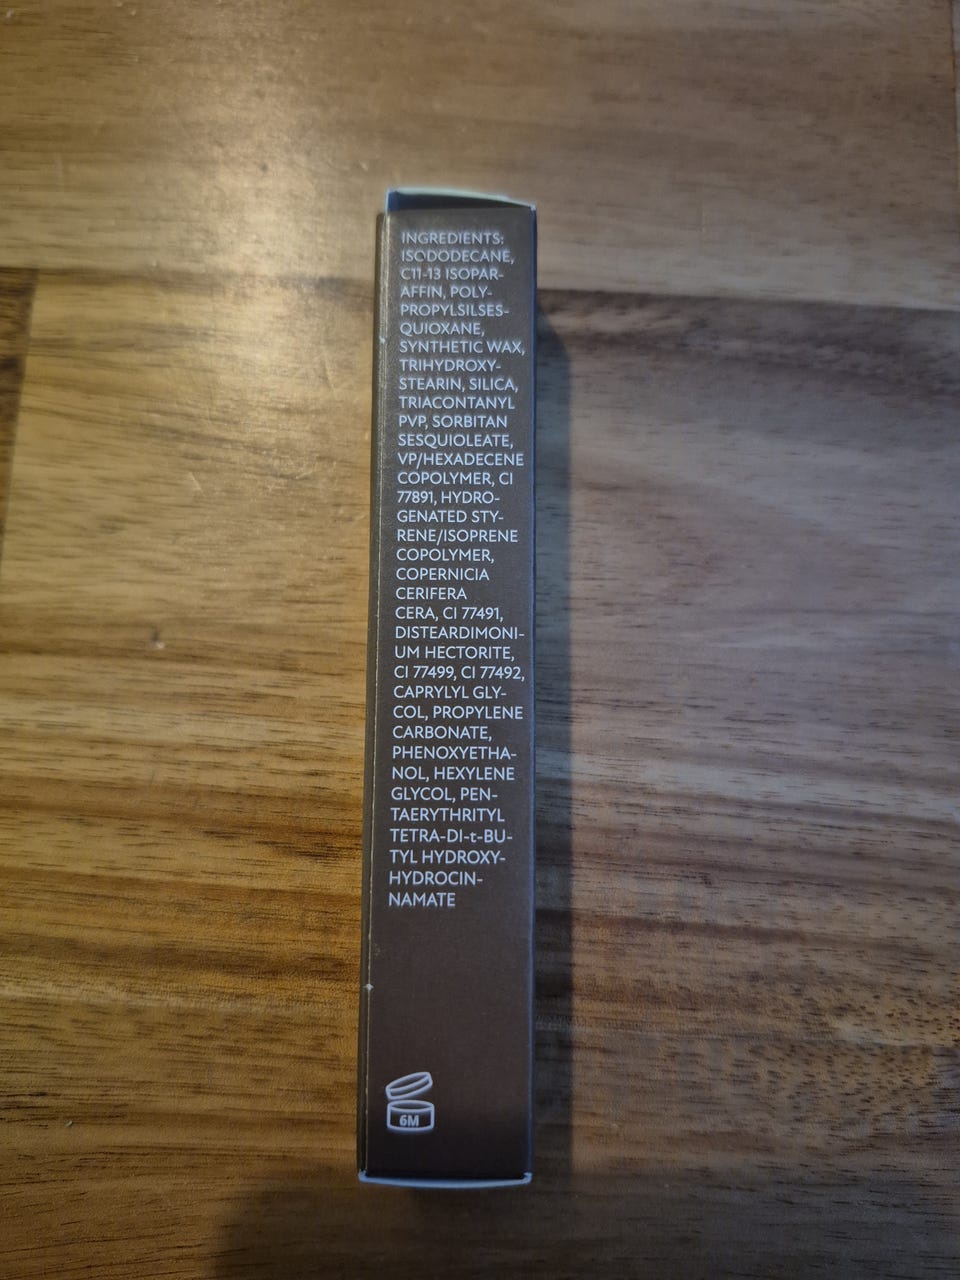 INGREDIENTS:
ISODODECANE,
C11-13 ISOPAR-
AFFIN, POLY-
PROPYLSILSES-
QUIOXANE,
SYNTHETIC WAX,
TRIHYDROXY-
STEARIN, SILICA,
TRIACONTANYL
PVP, SORBITAN
SESQUIOLEATE,
VP/HEXADECENE
COPOLYMER, CI
77891, HYDRO-
GENATED STY-
RENE/ISOPRENE
COPOLYMER,
COPERNICIA
CERIFERA
CERA, CI 77491,
DISTEARDIMONI-
UM HECTORITE,
CI 77499, CI 77492,
CAPRYLYL GLY-
COL, PROPYLENE
CARBONATE,
PHENOXYETHA-
NOL, HEXYLENE
GLYCOL, PEN-
TAERYTHRITYL
TETRA-DI-t-BU-
TYL HYDROXY-
HYDROCIN-
NAMATE
6M